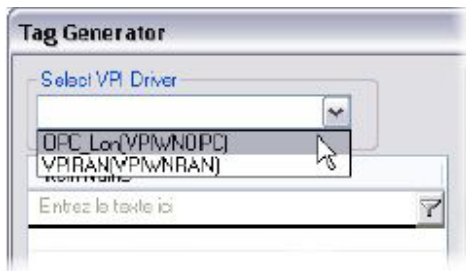 Tag Generator
Select VPI Driver
OPC_Lon(VPIWNOPC)
VPIRAN(VPIWNRAN)
Entrez le texte ici